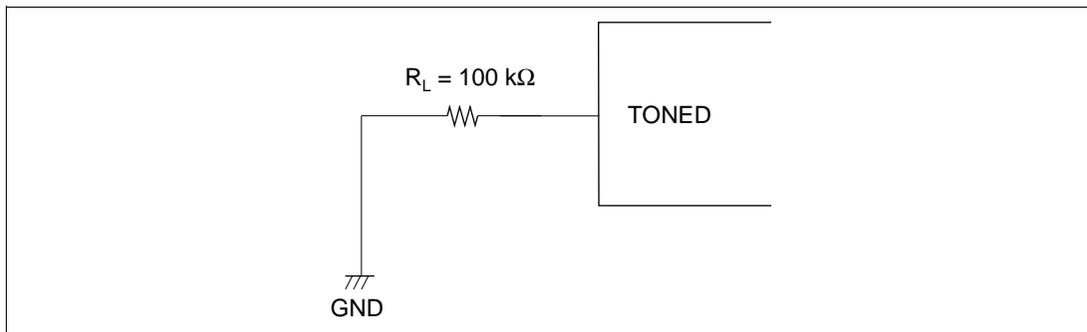 R_L = 100 kΩ
TONED
GND